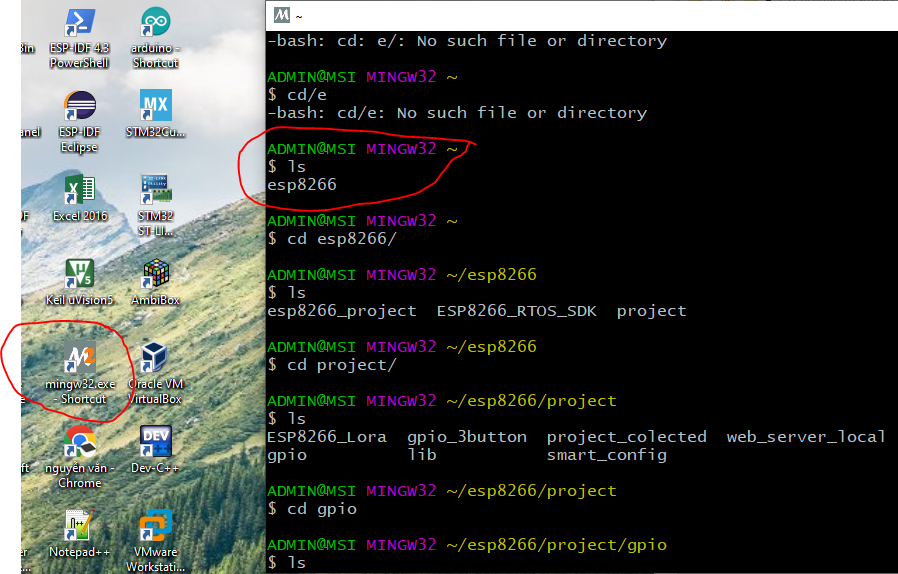 ESP-IDF 4.3
PowerShell
arduino -
Shortcut
ESP-IDF
Eclipse
MX
STM32Cu...
Excel 2016
STM32
ST-LI...
Keil uVision5
AmbiBox
mingw32.exe
- Shortcut
Oracle VM
VirtualBox
nguyễn văn -
Chrome
DEV
Dev-C++
Notepad++
VMware
Workstati...
~
-bash: cd: e/: No such file or directory
ADMIN@MSI MINGW32 ~
$ cd/e
-bash: cd/e: No such file or directory
ADMIN@MSI MINGW32 ~
$ ls
esp8266
ADMIN@MSI MINGW32 ~
$ cd esp8266/
ADMIN@MSI MINGW32 ~/esp8266
$ ls
esp8266_project  ESP8266_RTOS_SDK  project
ADMIN@MSI MINGW32 ~/esp8266
$ cd project/
ADMIN@MSI MINGW32 ~/esp8266/project
$ ls
ESP8266_Lora  gpio_3button  project_colected  web_server_local
gpio          lib           smart_config
ADMIN@MSI MINGW32 ~/esp8266/project
$ cd gpio
ADMIN@MSI MINGW32 ~/esp8266/project/gpio
$ ls